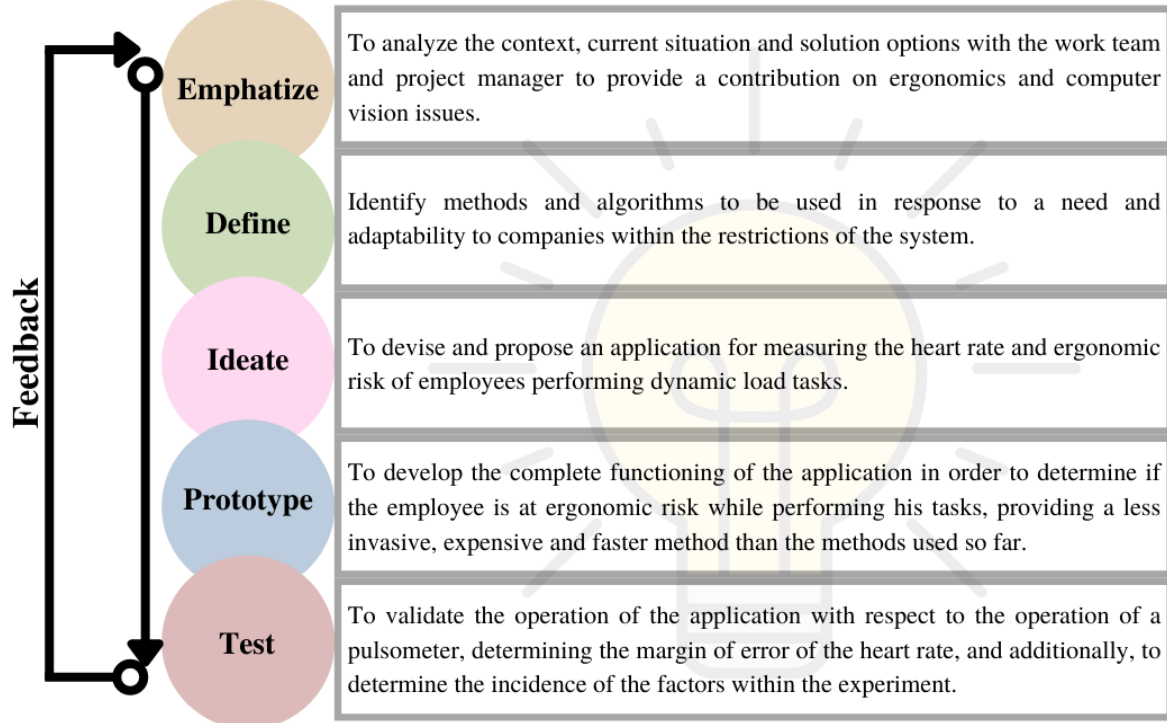 Feedback
Emphatize
To analyze the context, current situation and solution options with the work team
and project manager to provide a contribution on ergonomics and computer
vision issues.
Define
Identify methods and algorithms to be used in response to a need and
adaptability to companies within the restrictions of the system.
Ideate
To devise and propose an application for measuring the heart rate and ergonomic
risk of employees performing dynamic load tasks.
Prototype
To develop the complete functioning of the application in order to determine if
the employee is at ergonomic risk while performing his tasks, providing a less
invasive, expensive and faster method than the methods used so far.
Test
To validate the operation of the application with respect to the operation of a
pulsometer, determining the margin of error of the heart rate, and additionally, to
determine the incidence of the factors within the experiment.